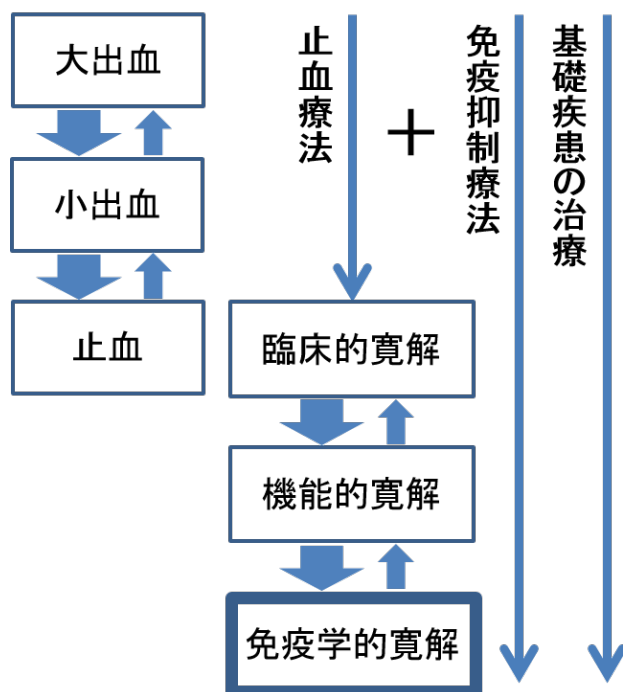 大出血
小出血
止血
止血療法
＋
免疫抑制療法
基礎疾患の治療
臨床的寛解
機能的寛解
免疫学的寛解